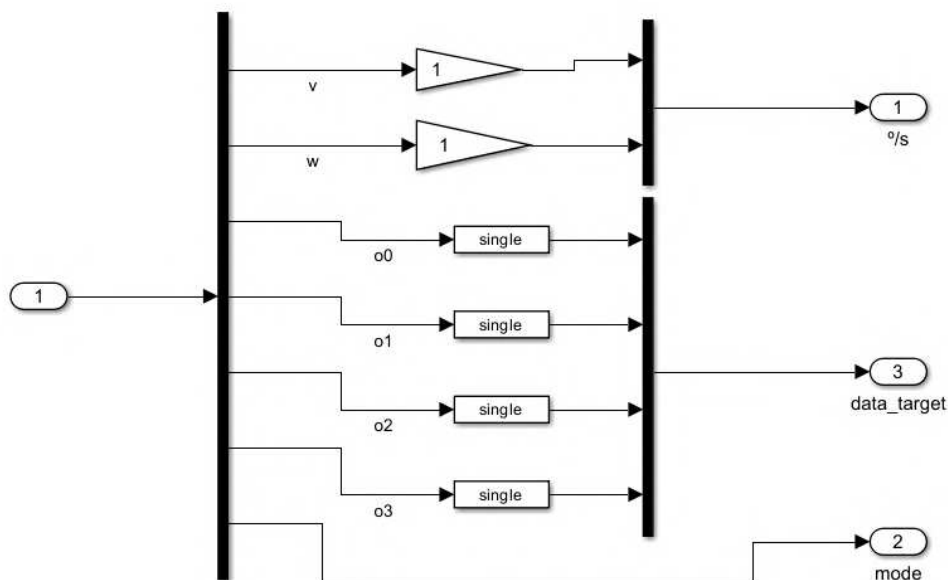 1
v
1
w
1
º/s
o0
single
1
o1
single
o2
single
3
data_target
o3
single
2
mode